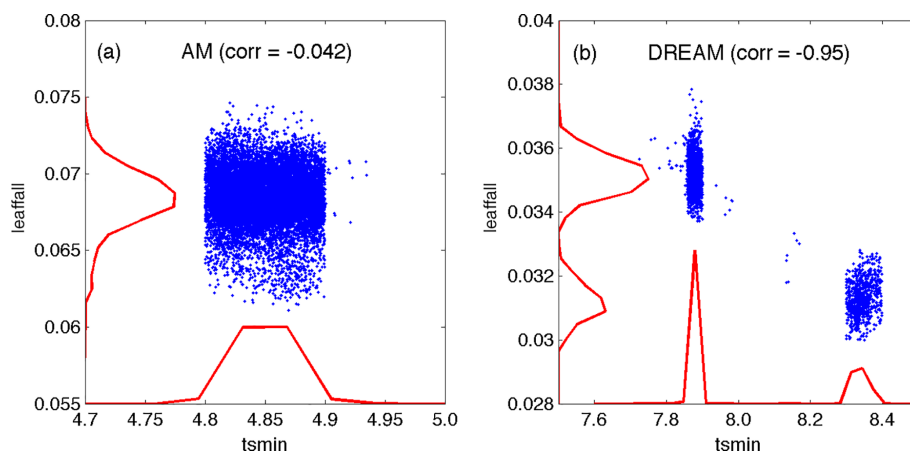 0.08
(a) AM (corr = -0.042)
0.075
0.07
leaffall
0.065
0.06
0.055
4.7 4.75 4.8 4.85 4.9 4.95 5.0
tsmin
0.04
(b) DREAM (corr = -0.95)
0.038
0.036
leaffall
0.034
0.032
0.03
0.028
7.6 7.8 8.0 8.2 8.4
tsmin